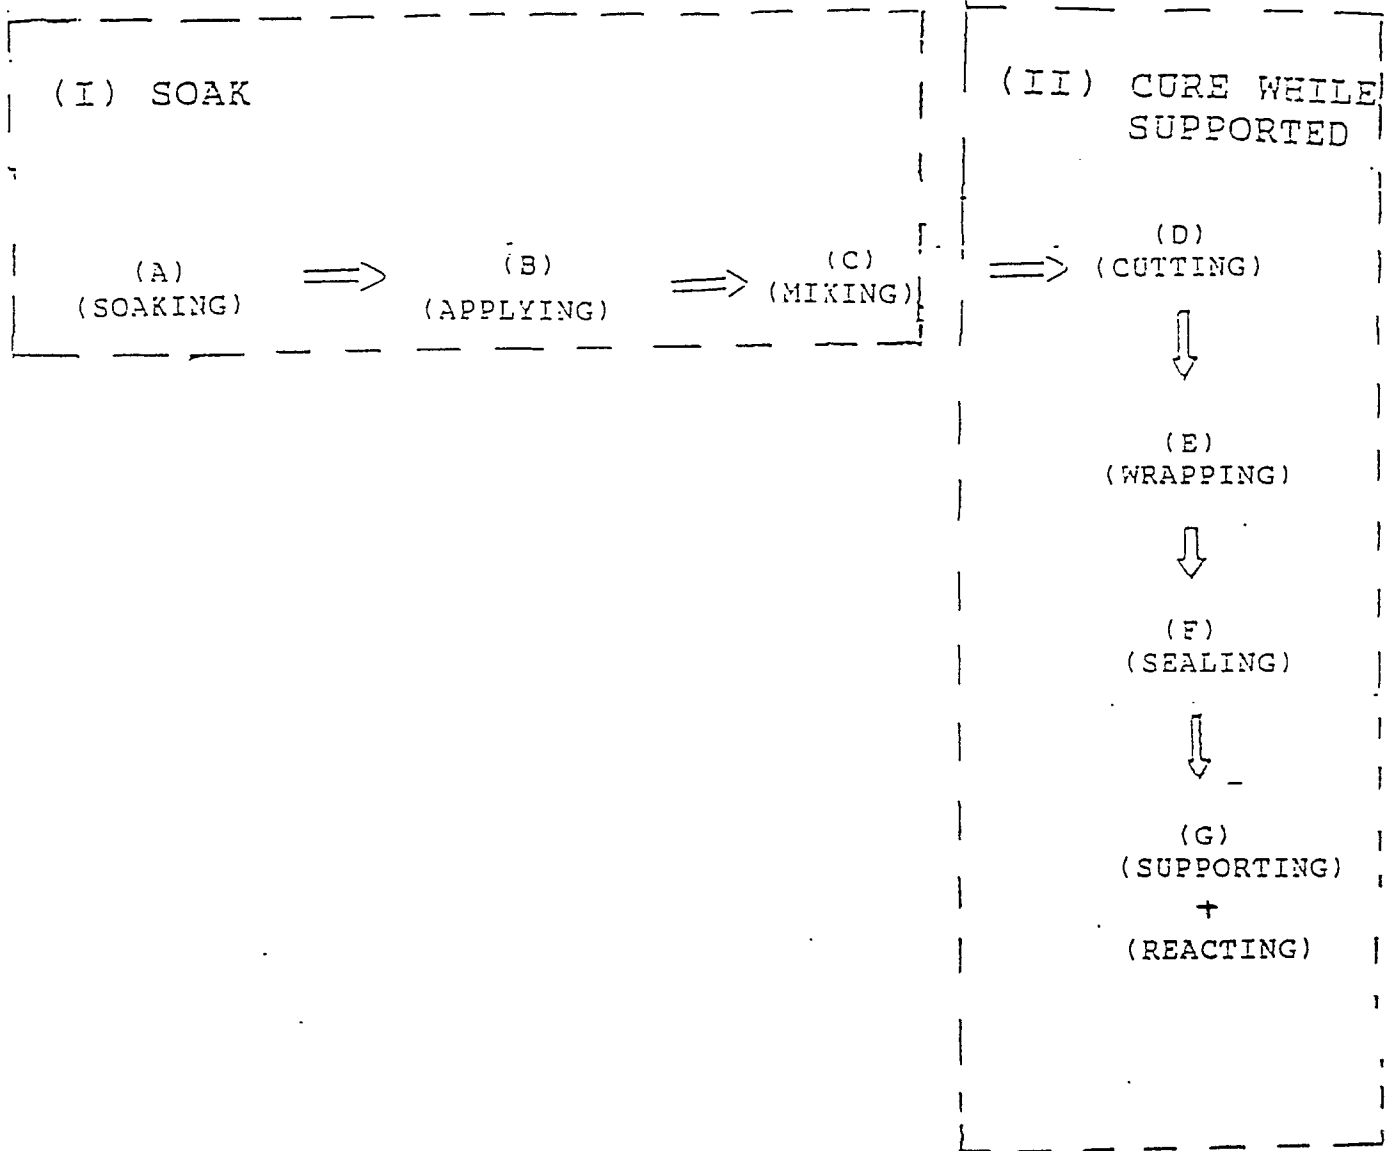 (I) SOAK
(A)
(SOAKING)
(B)
(APPLYING)
(C)
(MIXING)
(II) CURE WHILE
SUPPORTED
(D)
(CUTTING)
(E)
(WRAPPING)
(F)
(SEALING)
(G)
(SUPPORTING)
+
(REACTING)